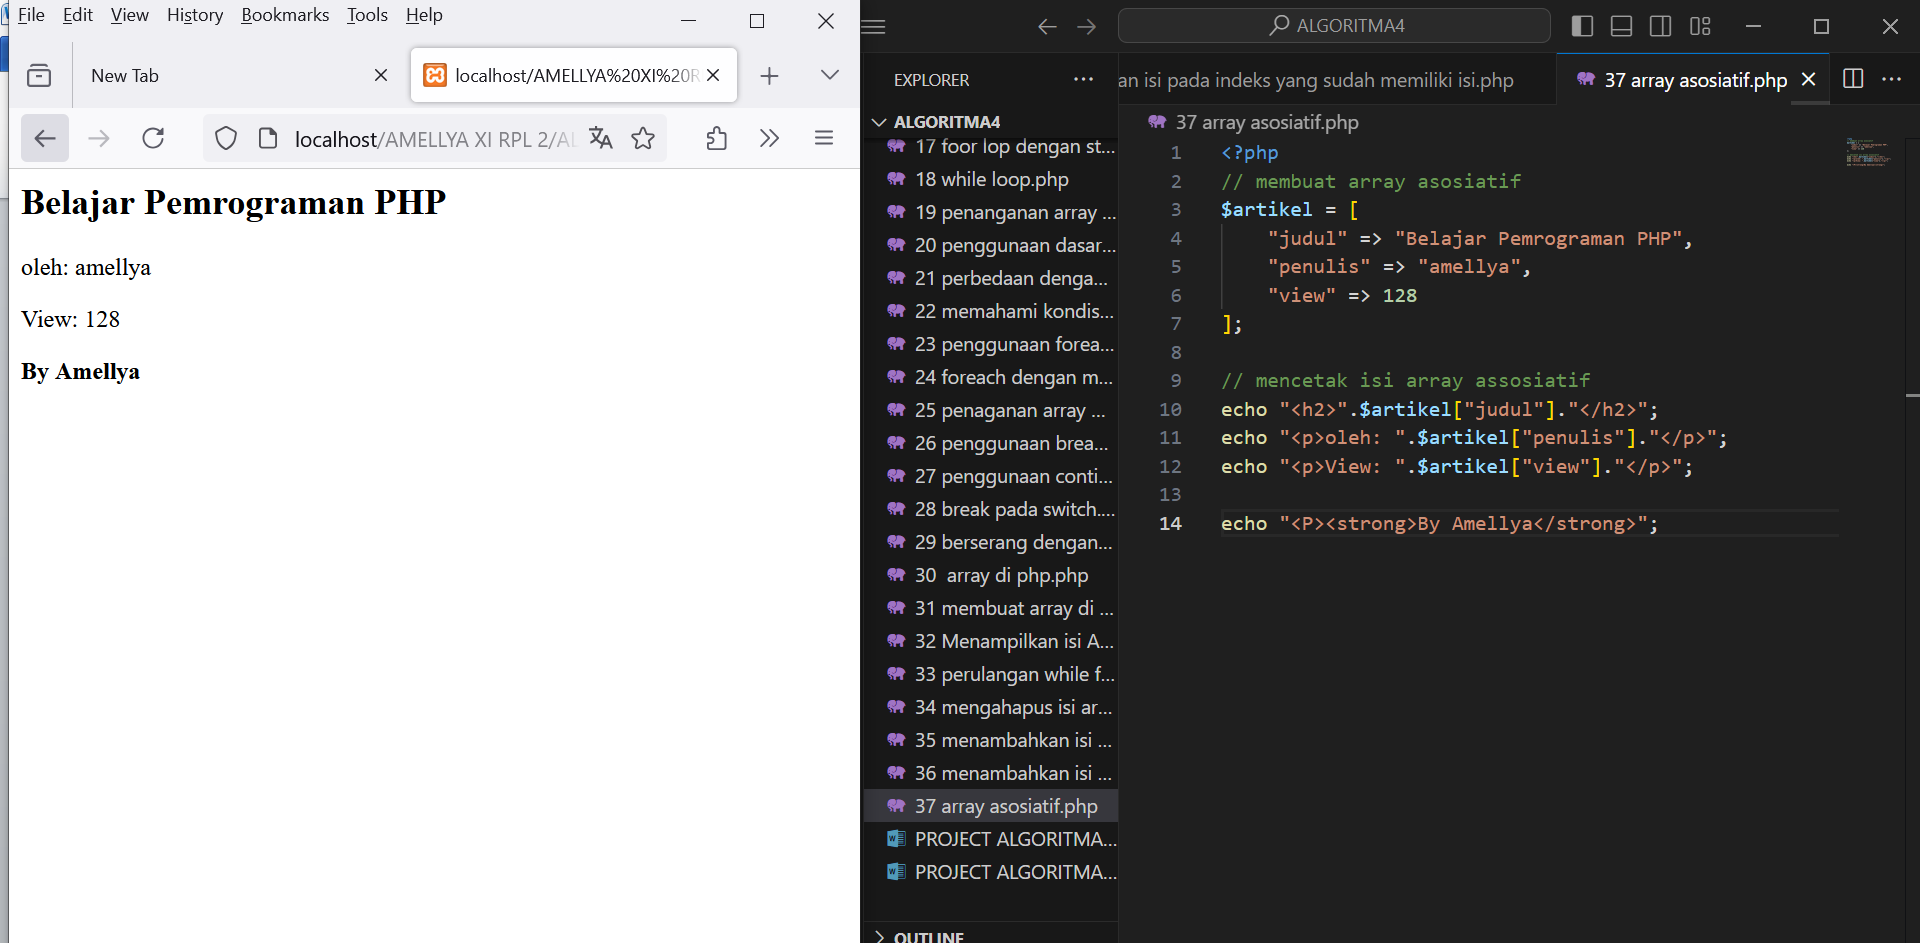 File Edit View History Bookmarks Tools Help
New Tab
localhost/AMELLYA%20XI%20R
localhost/AMELLYA XI RPL 2/AL
Belajar Pemrograman PHP
oleh: amellya
View: 128
By Amellya
ALGORITMA4
EXPLORER
ALGORITMA4
17 foor lop dengan st...
18 while loop.php
19 penanganan array ...
20 penggunaan dasar...
21 perbedaan denga...
22 memahami kondis...
23 penggunaan forea...
24 foreach dengan m...
25 penaganan array ...
26 penggunaan brea...
27 penggunaan conti...
28 break pada switch....
29 berserang dengan...
30  array di php.php
31 membuat array di ...
32 Menampilkan isi A...
33 perulangan while f...
34 mengahapus isi ar...
35 menambahkan isi ...
36 menambahkan isi ...
37 array asosiatif.php
PROJECT ALGORITMA...
PROJECT ALGORITMA...
OUTLINE
an isi pada indeks yang sudah memiliki isi.php
37 array asosiatif.php
37 array asosiatif.php
1 <?php
2 // membuat array asosiatif
3 $artikel = [
4     "judul" => "Belajar Pemrograman PHP",
5     "penulis" => "amellya",
6     "view" => 128
7 ];
8
9 // mencetak isi array assosiatif
10 echo "<h2>".$artikel["judul"]."</h2>";
11 echo "<p>oleh: ".$artikel["penulis"]."</p>";
12 echo "<p>View: ".$artikel["view"]."</p>";
13
14 echo "<P><strong>By Amellya</strong>";